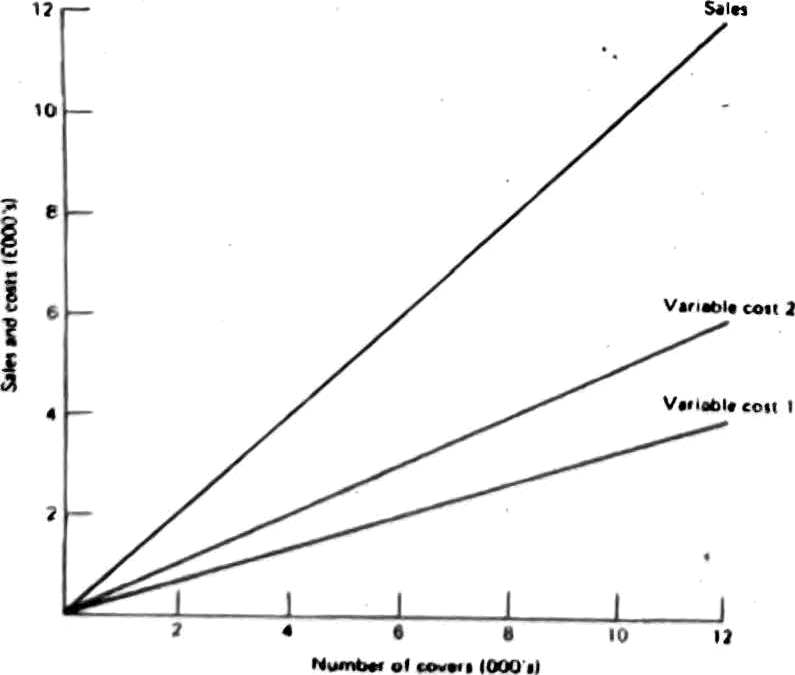 Sales
12
10
8
6
4
2
Sales and costs (£000's)
Variable cost 2
Variable cost 1
2 4 6 8 10 12
Number of covers (000's)